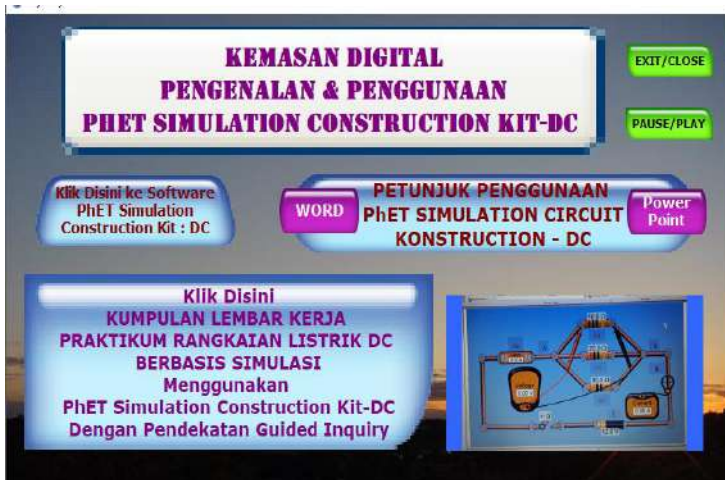 KEMASAN DIGITAL
PENGENALAN & PENGGUNAAN
PHET SIMULATION CONSTRUCTION KIT-DC
EXIT/CLOSE
PAUSE/PLAY
Klik Disini ke Software
PhET Simulation
Construction Kit : DC
WORD
PETUNJUK PENGGUNAAN
PhET SIMULATION CIRCUIT
KONSTRUCTION - DC
Power
Point
Klik Disini
KUMPULAN LEMBAR KERJA
PRAKTIKUM RANGKAIAN LISTRIK DC
BERBASIS SIMULASI
Menggunakan
PhET Simulation Construction Kit-DC
Dengan Pendekatan Guided Inquiry